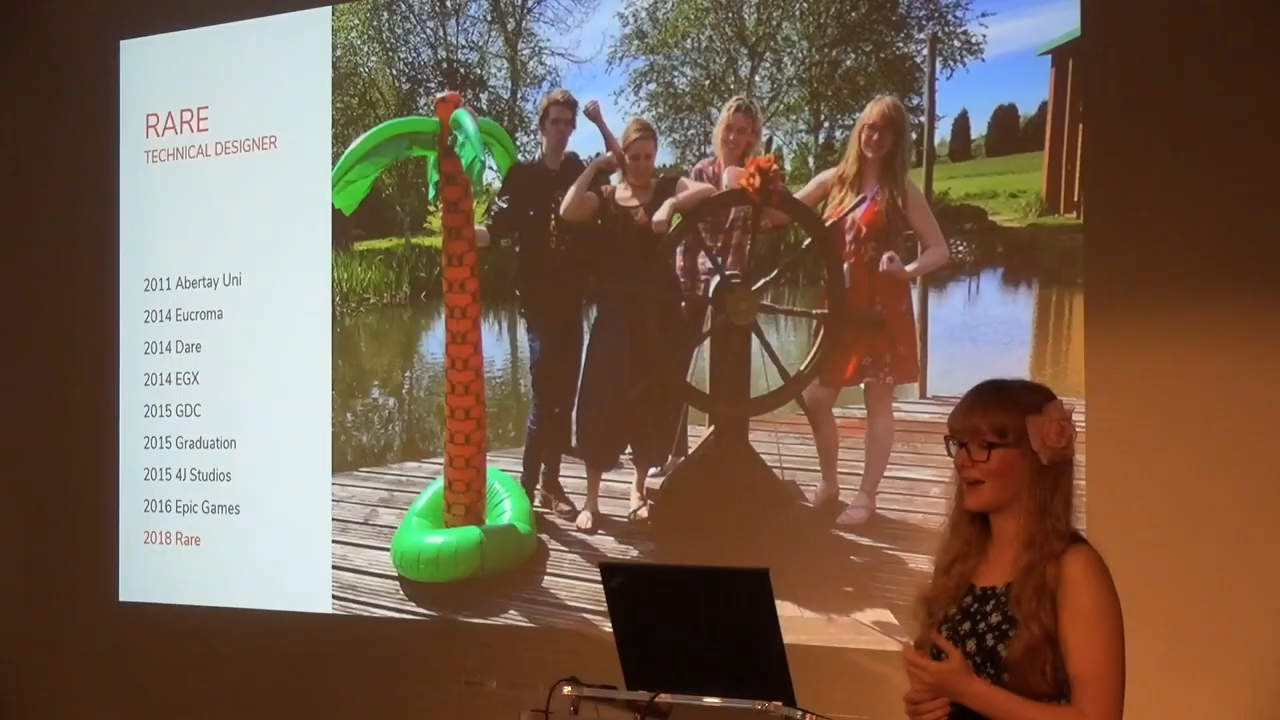 RARE
TECHNICAL DESIGNER
2011 Abertay Uni
2014 Eucroma
2014 Dare
2014 EGX
2015 GDC
2015 Graduation
2015 4J Studios
2016 Epic Games
2018 Rare